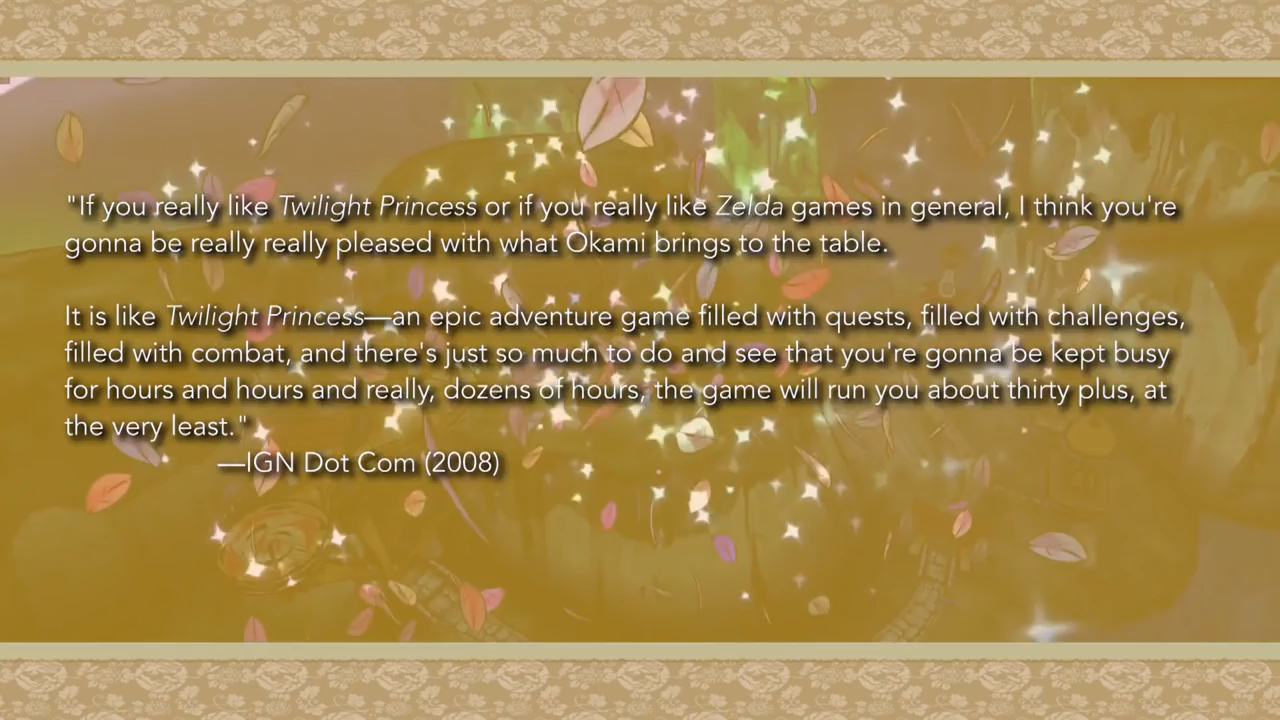 "If you really like Twilight Princess or if you really like Zelda games in general, I think you're
gonna be really really pleased with what Okami brings to the table.
It is like Twilight Princess—an epic adventure game filled with quests, filled with challenges,
filled with combat, and there's just so much to do and see that you're gonna be kept busy
for hours and hours and really, dozens of hours, the game will run you about thirty plus, at
the very least."
—IGN Dot Com (2008)